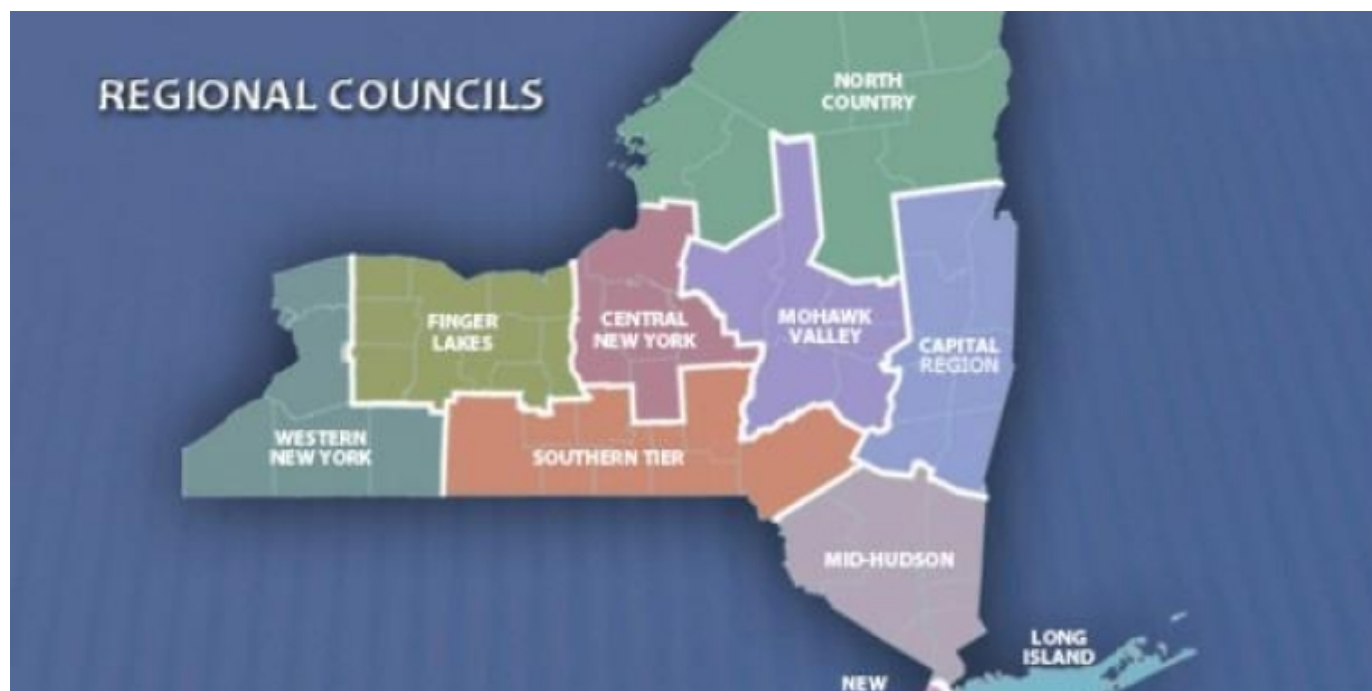 REGIONAL COUNCILS
NORTH
COUNTRY
FINGER
LAKES
CENTRAL
NEW YORK
MOHAWK
VALLEY
CAPITAL
REGION
WESTERN
NEW YORK
SOUTHERN TIER
MID-HUDSON
LONG
ISLAND
NEW